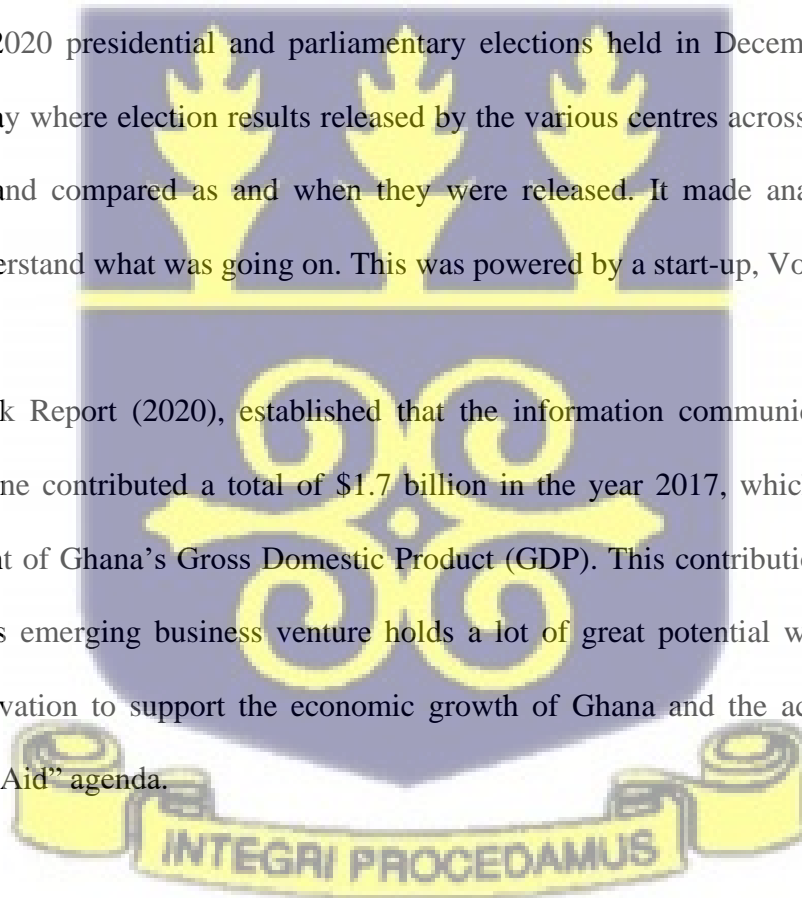 2020 presidential and parliamentary elections held in Decem
y where election results released by the various centres across
and compared as and when they were released. It made ana
erstand what was going on. This was powered by a start-up, Vo
k Report (2020), established that the information communic
ne contributed a total of $1.7 billion in the year 2017, whic
t of Ghana’s Gross Domestic Product (GDP). This contributio
s emerging business venture holds a lot of great potential w
vation to support the economic growth of Ghana and the ac
Aid” agenda.
INTEGRI PROCEDAMUS